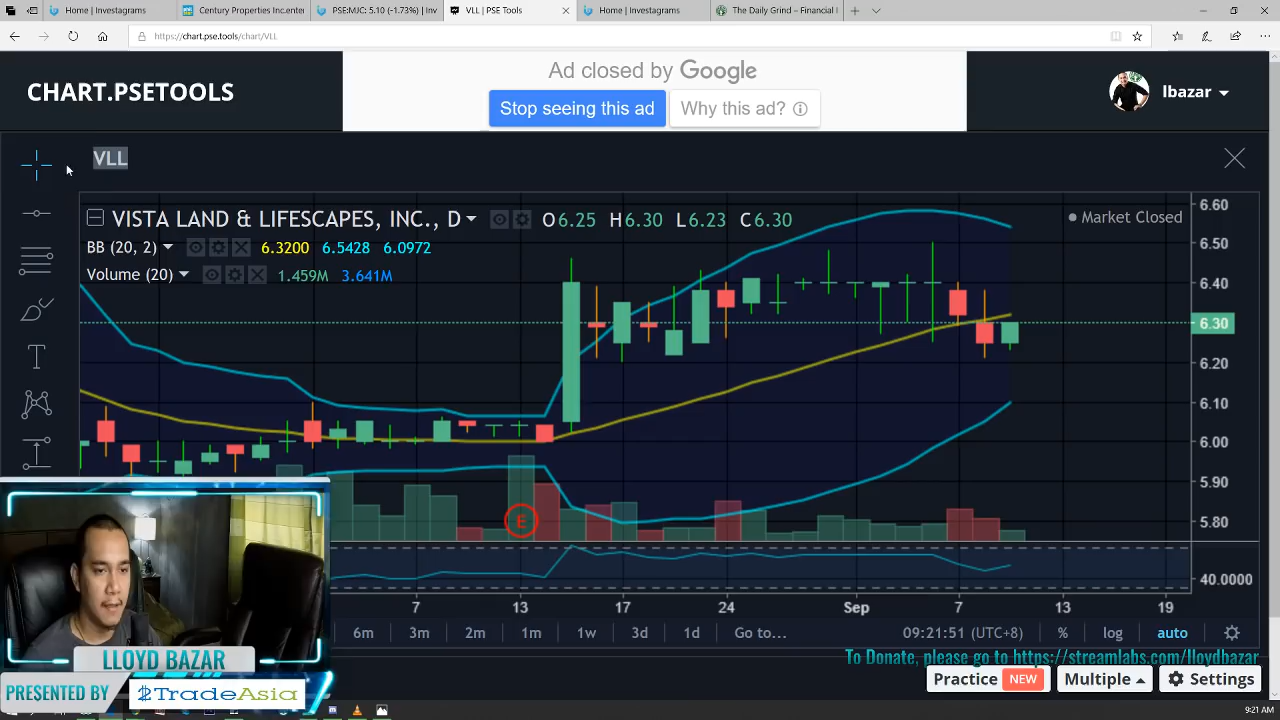 Home | Investagrams
Century Properties Inc.enter
PSE:MIC: 5.10 (-1.73%) | Inv
VLL | PSE Tools
Home | Investagrams
The Daily Grind – Financial I
https://chart.pse.tools/chart/VLL
CHART.PSETOOLS
Ad closed by Google
Stop seeing this ad
Why this ad?
lbazar
VLL
VISTA LAND & LIFESCAPES, INC., D
O6.25 H6.30 L6.23 C6.30
Market Closed
BB (20, 2) 6.3200 6.5428 6.0972
Volume (20) 1.459M 3.641M
6.60
6.50
6.40
6.30
6.20
6.10
6.00
5.90
5.80
40.0000
E
7 13 17 24 Sep 7 13 19
6m 3m 2m 1m 1w 3d 1d Go to... 09:21:51 (UTC+8) % log auto
To Donate, please go to https://streamlabs.com/lloydbazar
LLOYD BAZAR
PRESENTED BY
$TradeAsia
Practice NEW
Multiple
Settings
9:21 AM